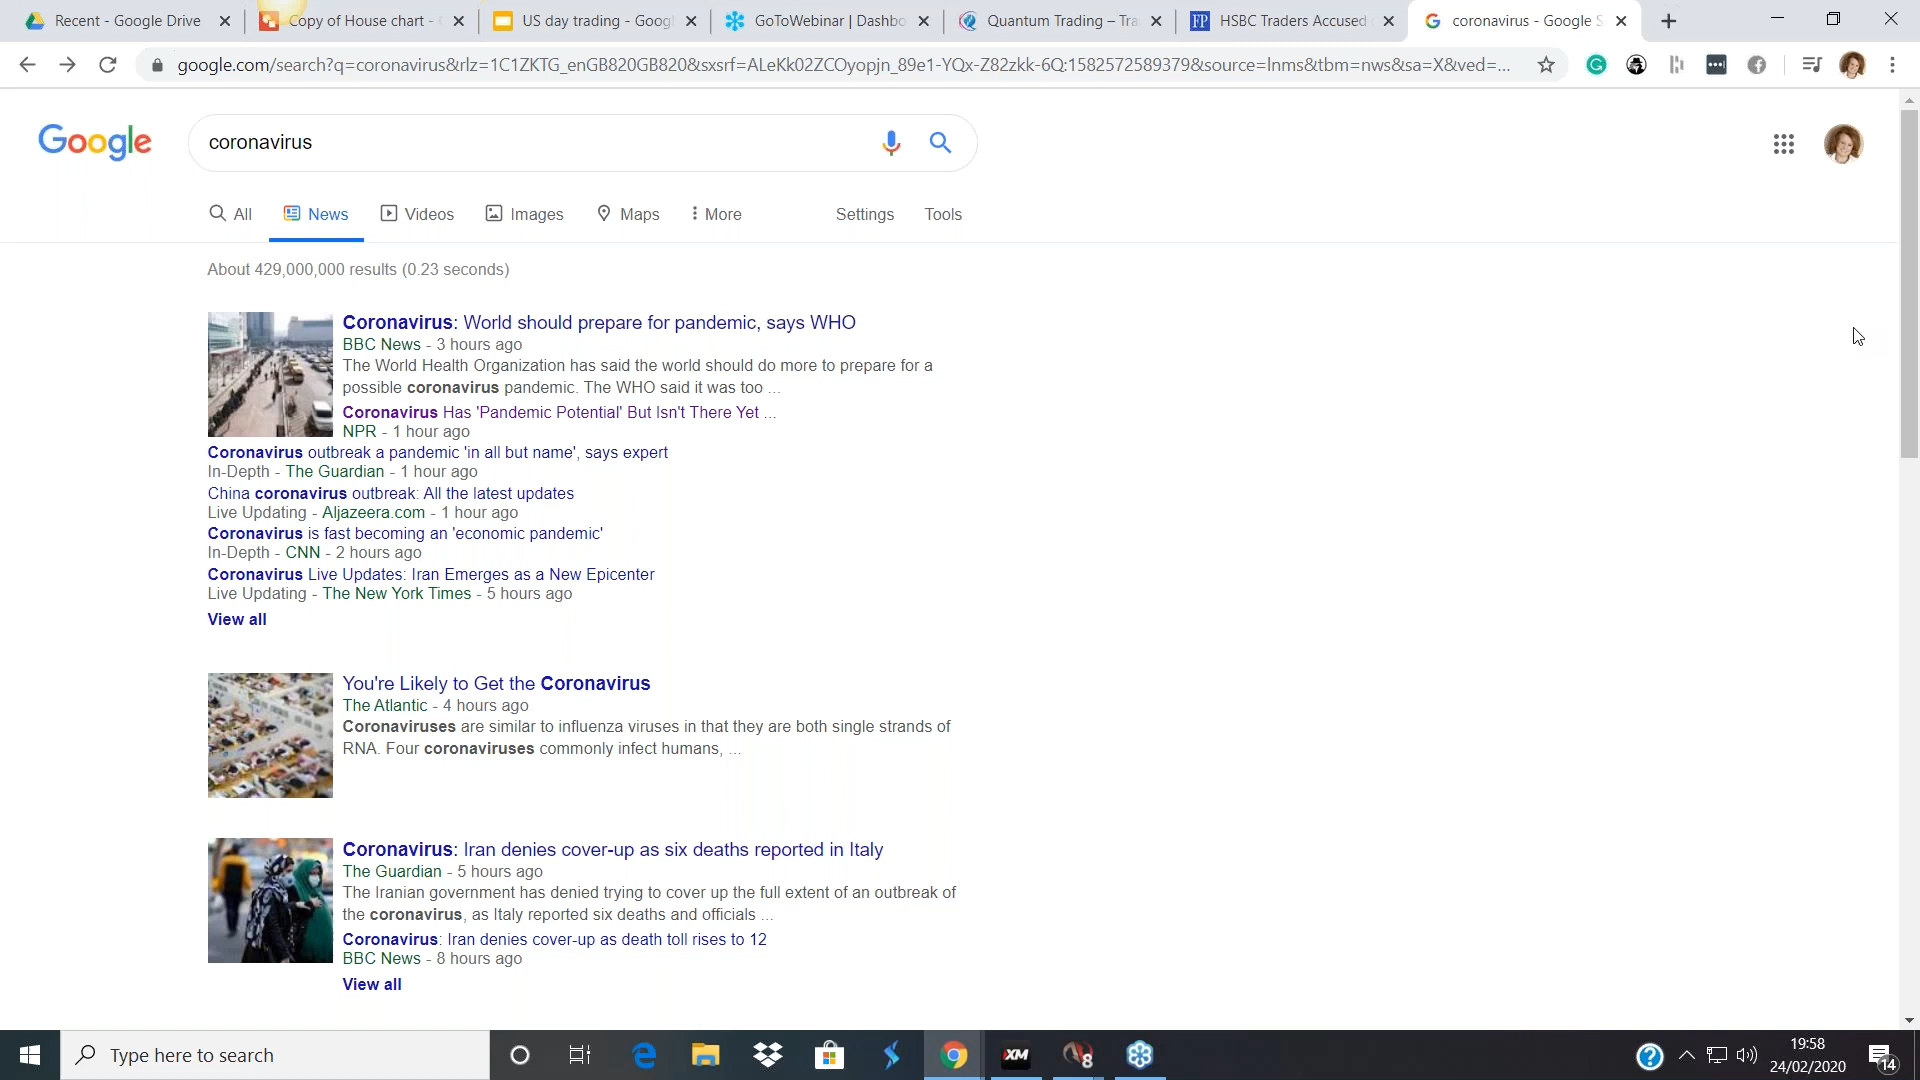 Recent - Google Drive
Copy of House chart -
US day trading - Googl
GoToWebinar | Dashbo
Quantum Trading – Tra
HSBC Traders Accused
coronavirus - Google S
google.com/search?q=coronavirus&rlz=1C1ZKTG_enGB820GB820&sxsrf=ALeKk02ZCOyopjn_89e1-YQx-Z82zkk-6Q:1582572589379&source=lnms&tbm=nws&sa=X&ved=...
Google
coronavirus
All
News
Videos
Images
Maps
More
Settings
Tools
About 429,000,000 results (0.23 seconds)
Coronavirus: World should prepare for pandemic, says WHO
BBC News - 3 hours ago
The World Health Organization has said the world should do more to prepare for a
possible coronavirus pandemic. The WHO said it was too ...
Coronavirus Has 'Pandemic Potential' But Isn't There Yet ...
NPR - 1 hour ago
Coronavirus outbreak a pandemic 'in all but name', says expert
In-Depth - The Guardian - 1 hour ago
China coronavirus outbreak: All the latest updates
Live Updating - Aljazeera.com - 1 hour ago
Coronavirus is fast becoming an 'economic pandemic'
In-Depth - CNN - 2 hours ago
Coronavirus Live Updates: Iran Emerges as a New Epicenter
Live Updating - The New York Times - 5 hours ago
View all
You're Likely to Get the Coronavirus
The Atlantic - 4 hours ago
Coronaviruses are similar to influenza viruses in that they are both single strands of
RNA. Four coronaviruses commonly infect humans, ...
Coronavirus: Iran denies cover-up as six deaths reported in Italy
The Guardian - 5 hours ago
The Iranian government has denied trying to cover up the full extent of an outbreak of
the coronavirus, as Italy reported six deaths and officials ...
Coronavirus: Iran denies cover-up as death toll rises to 12
BBC News - 8 hours ago
View all
Type here to search
XM
8
19:58
24/02/2020
14